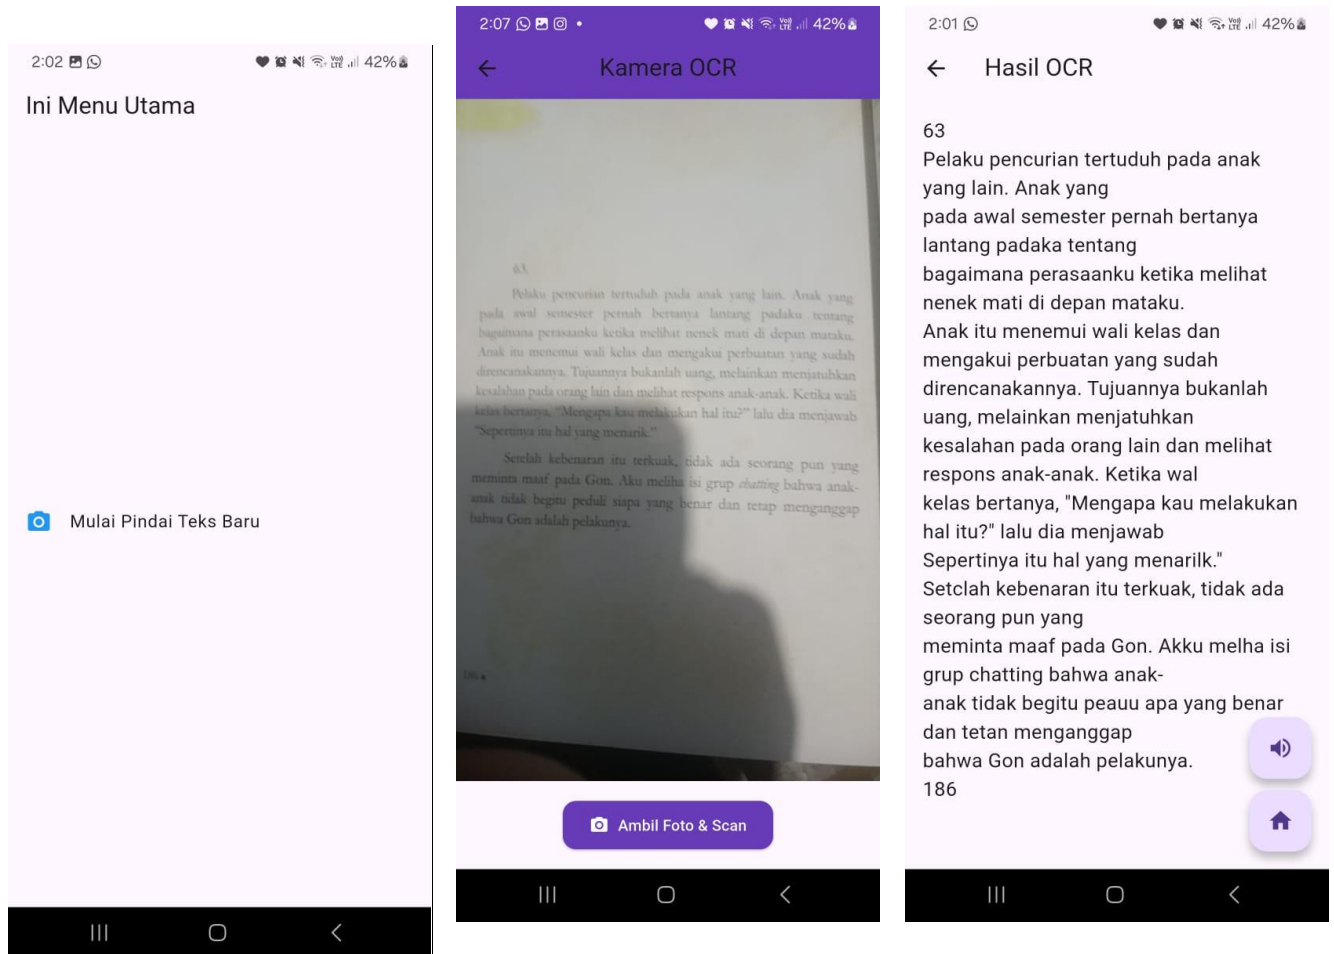 2:02
VoD LTE
42%
Ini Menu Utama
Mulai Pindai Teks Baru
2:07
VoD LTE
42%
Kamera OCR
63
Pelaku pencurian tertuduh pada anak yang lain. Anak yang
pada awal semester pernah bertanya lantang padaku tentang
bagaimana perasaanku ketika melihat nenek mati di depan mataku.
Anak itu menemui wali kelas dan mengakui perbuatan yang sudah
direncanakannya. Tujuannya bukanlah uang, melainkan menjatuhkan
kesalahan pada orang lain dan melihat respons anak-anak. Ketika wali
kelas bertanya, "Mengapa kau melakukan hal itu?" lalu dia menjawab
"Sepertinya itu hal yang menarik."
Setelah kebenaran itu terkuak, tidak ada seorang pun yang
meminta maaf pada Gon. Aku melihat isi grup chatting bahwa anak-
anak tidak begitu peduli siapa yang benar dan tetap menganggap
bahwa Gon adalah pelakunya.
186
Ambil Foto & Scan
2:01
VoD LTE
42%
Hasil OCR
63
Pelaku pencurian tertuduh pada anak
yang lain. Anak yang
pada awal semester pernah bertanya
lantang padaka tentang
bagaimana perasaanku ketika melihat
nenek mati di depan mataku.
Anak itu menemui wali kelas dan
mengakui perbuatan yang sudah
direncanakannya. Tujuannya bukanlah
uang, melainkan menjatuhkan
kesalahan pada orang lain dan melihat
respons anak-anak. Ketika wal
kelas bertanya, "Mengapa kau melakukan
hal itu?" lalu dia menjawab
Sepertinya itu hal yang menarilk."
Setclah kebenaran itu terkuak, tidak ada
seorang pun yang
meminta maaf pada Gon. Akku melha isi
grup chatting bahwa anak-
anak tidak begitu peauu apa yang benar
dan tetan menganggap
bahwa Gon adalah pelakunya.
186